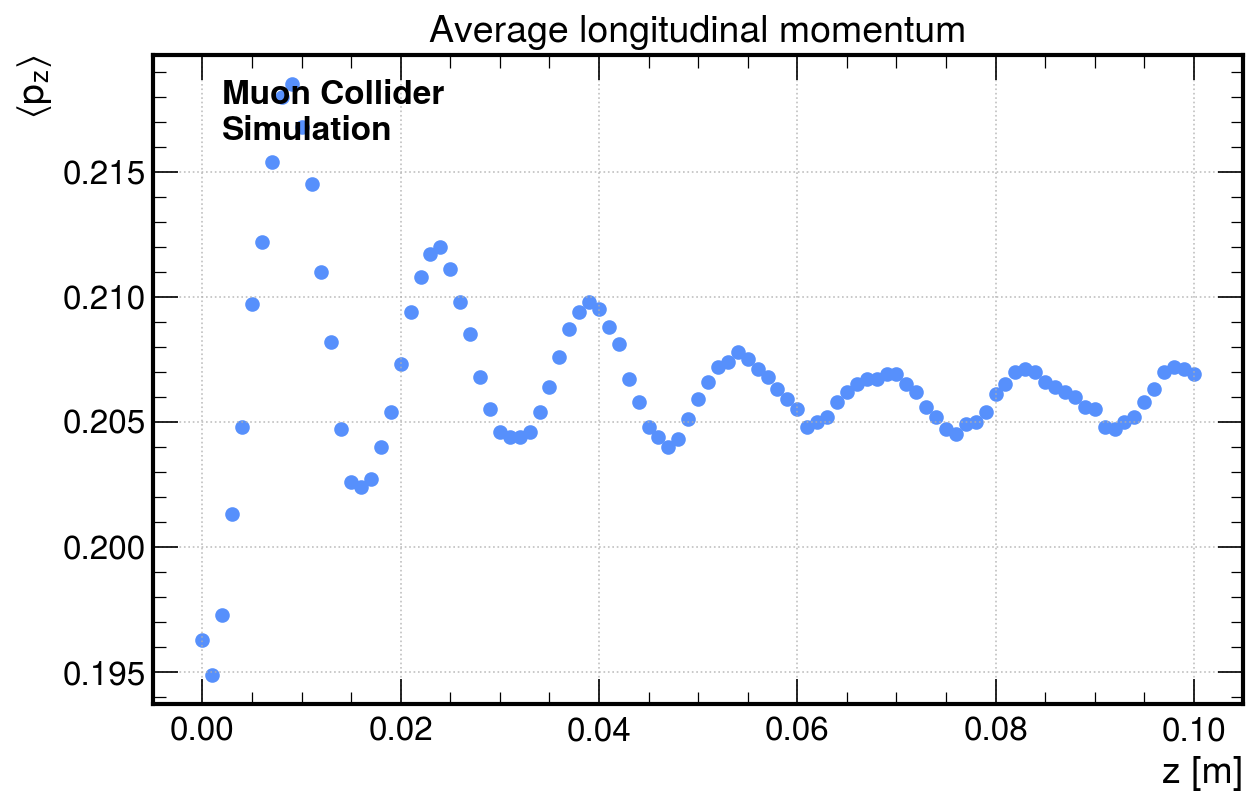 Average longitudinal momentum
⟨p_z⟩
Muon Collider
Simulation
0.215
0.210
0.205
0.200
0.195
0.00 0.02 0.04 0.06 0.08 0.10
z [m]